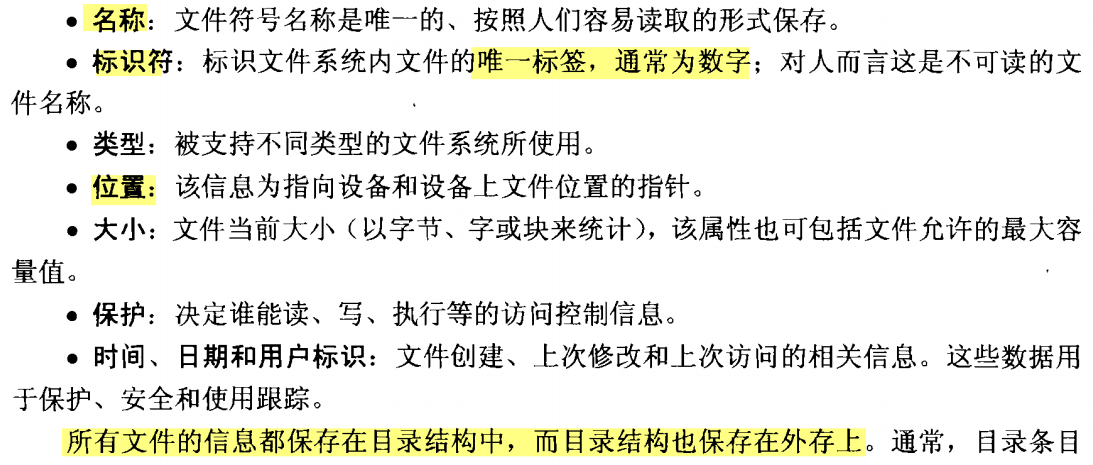 • 名称：文件符号名称是唯一的、按照人们容易读取的形式保存。
• 标识符：标识文件系统内文件的唯一标签，通常为数字；对人而言这是不可读的文
件名称。
• 类型：被支持不同类型的文件系统所使用。
• 位置：该信息为指向设备和设备上文件位置的指针。
• 大小：文件当前大小（以字节、字或块来统计），该属性也可包括文件允许的最大容
量值。
• 保护：决定谁能读、写、执行等的访问控制信息。
• 时间、日期和用户标识：文件创建、上次修改和上次访问的相关信息。这些数据用
于保护、安全和使用跟踪。
所有文件的信息都保存在目录结构中，而目录结构也保存在外存上。通常，目录条目